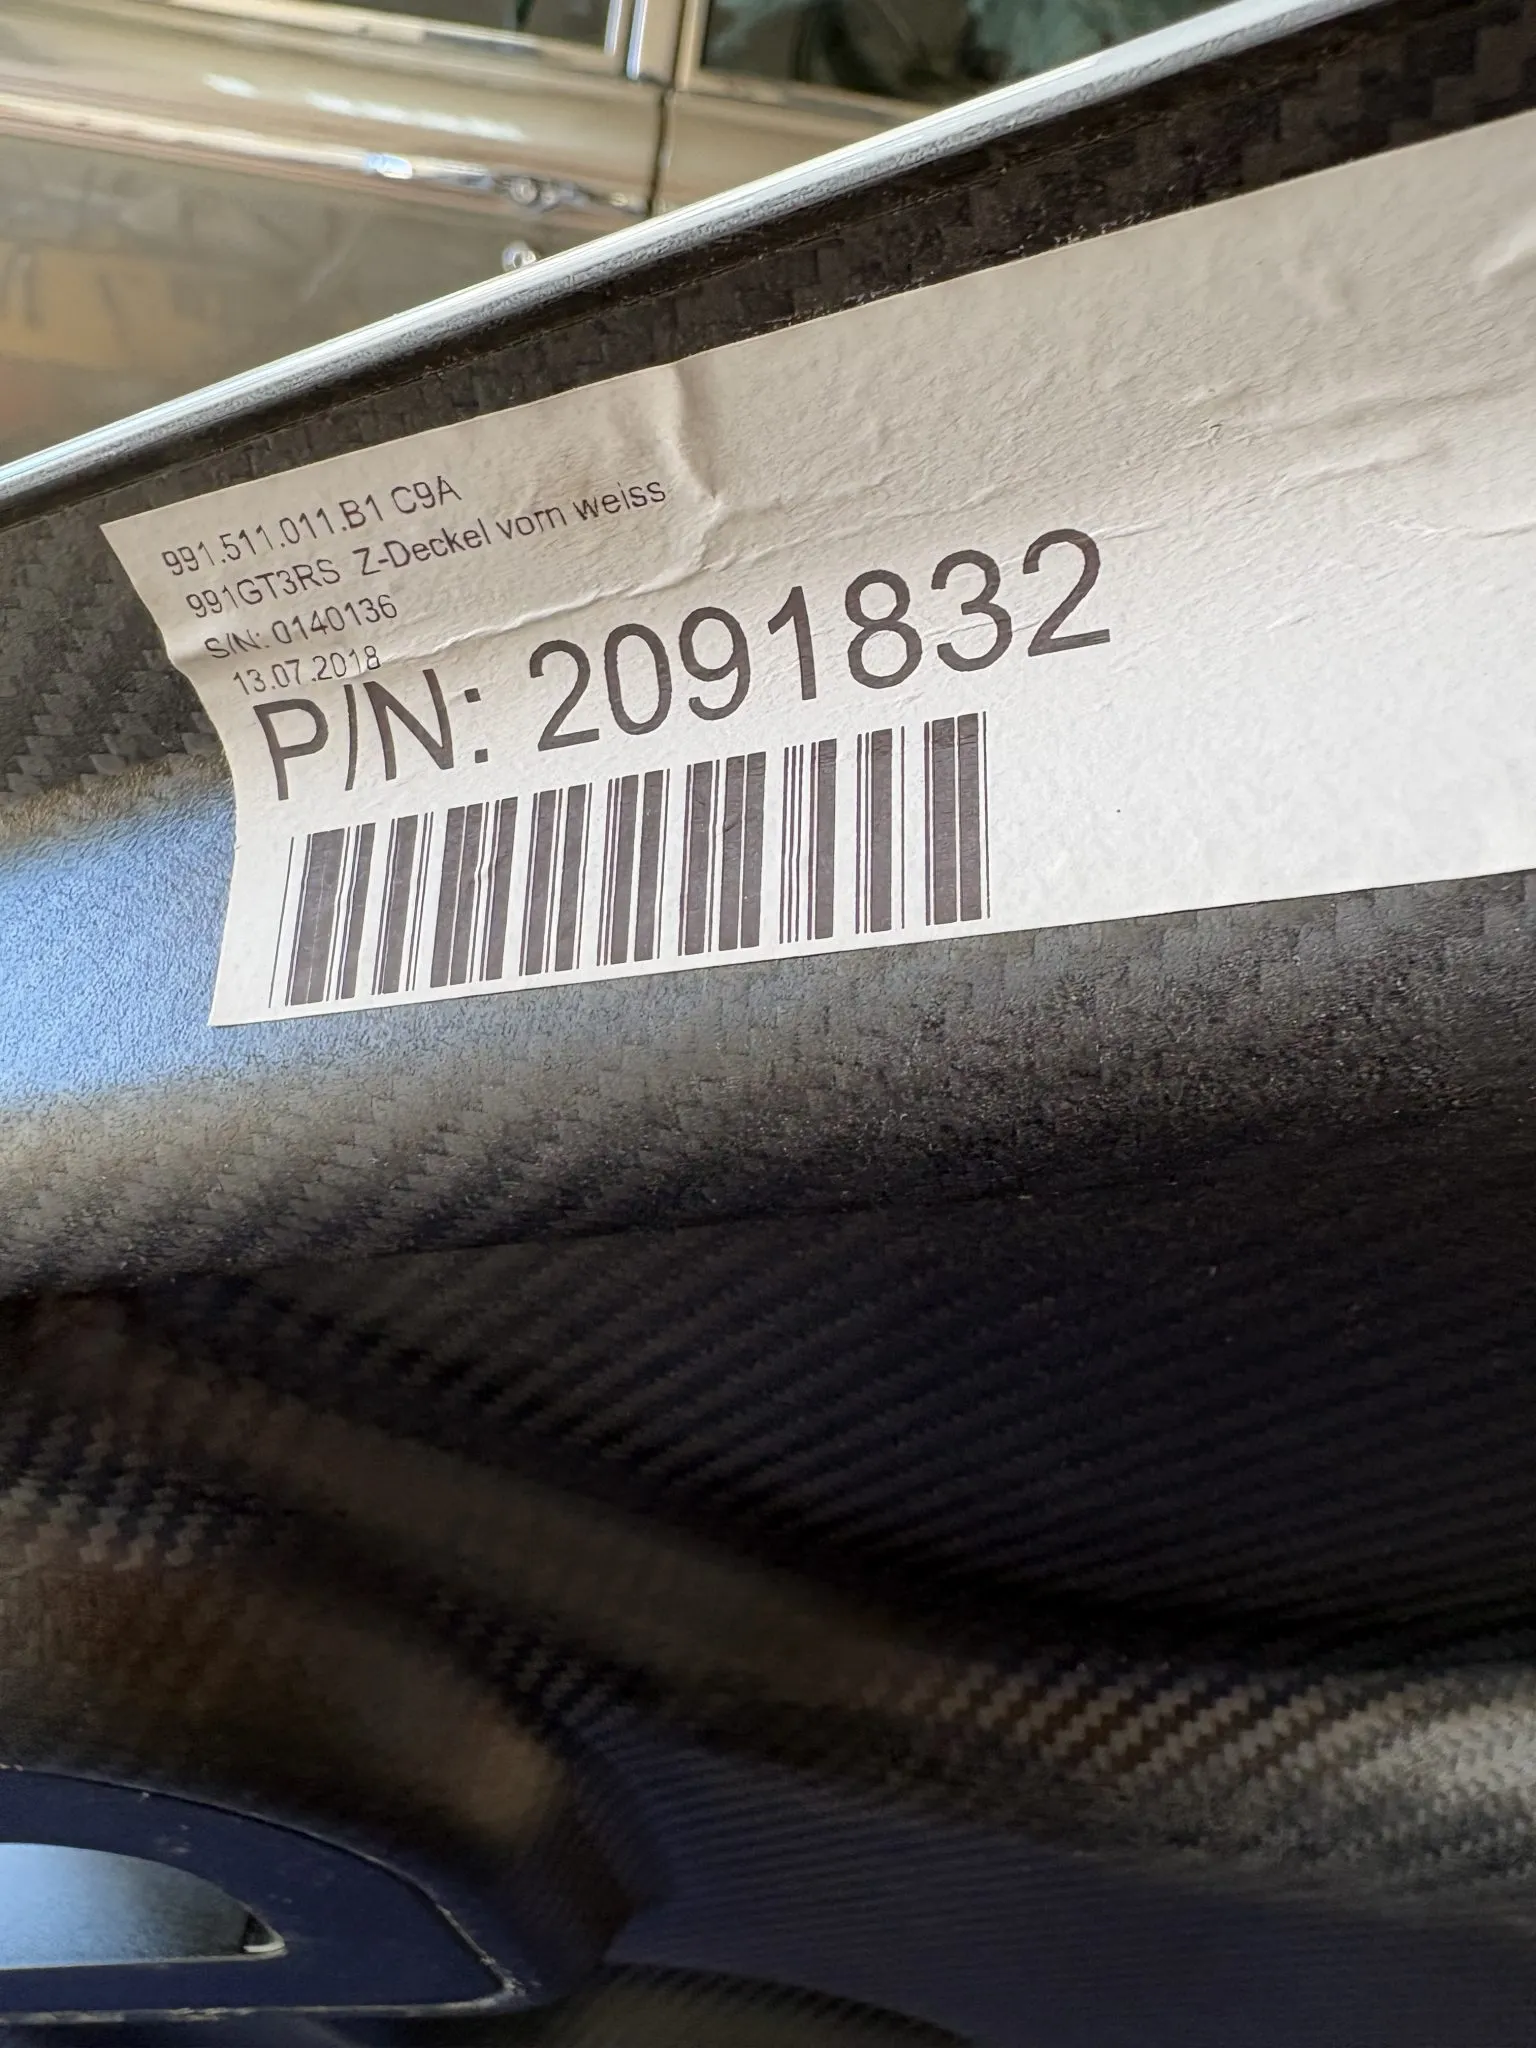 991.511.011.B1 C9A
991GT3RS Z-Deckel vorn weiss
S/N: 0140136
13.07.2018
P/N: 2091832